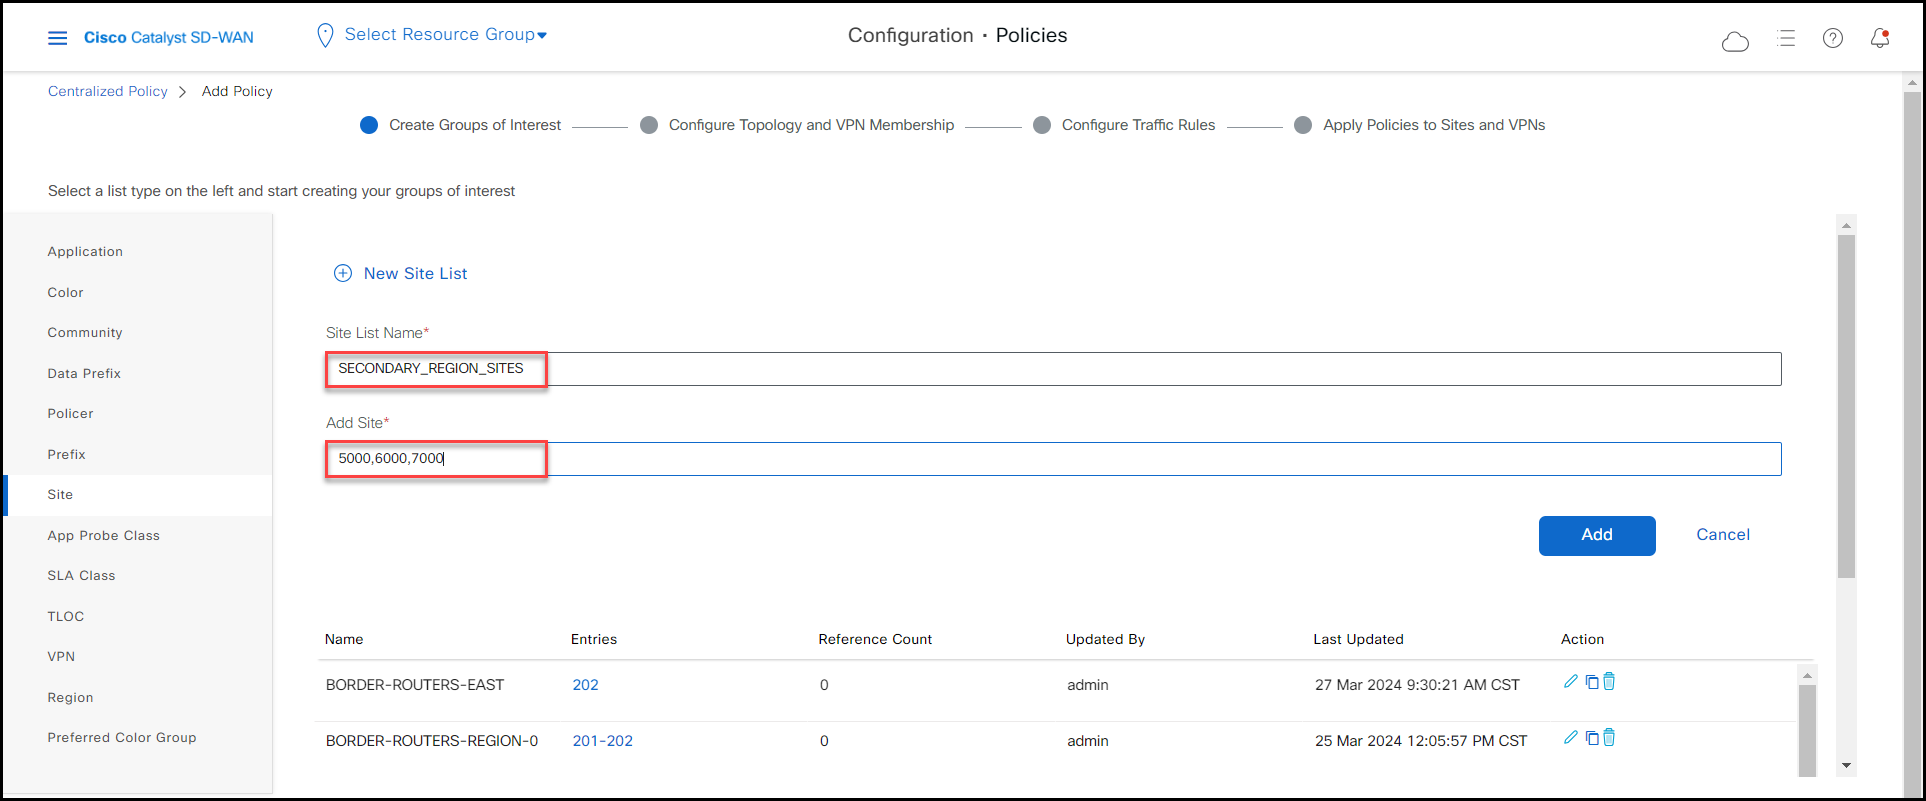 Cisco Catalyst SD-WAN
Select Resource Group
Configuration · Policies
Centralized Policy > Add Policy
Create Groups of Interest
Configure Topology and VPN Membership
Configure Traffic Rules
Apply Policies to Sites and VPNs
Select a list type on the left and start creating your groups of interest
Application
Color
Community
Data Prefix
Policer
Prefix
Site
App Probe Class
SLA Class
TLOC
VPN
Region
Preferred Color Group
New Site List
Site List Name*
SECONDARY_REGION_SITES
Add Site*
5000,6000,7000
Add
Cancel
Name Entries Reference Count Updated By Last Updated Action
BORDER-ROUTERS-EAST 202 0 admin 27 Mar 2024 9:30:21 AM CST
BORDER-ROUTERS-REGION-0 201-202 0 admin 25 Mar 2024 12:05:57 PM CST